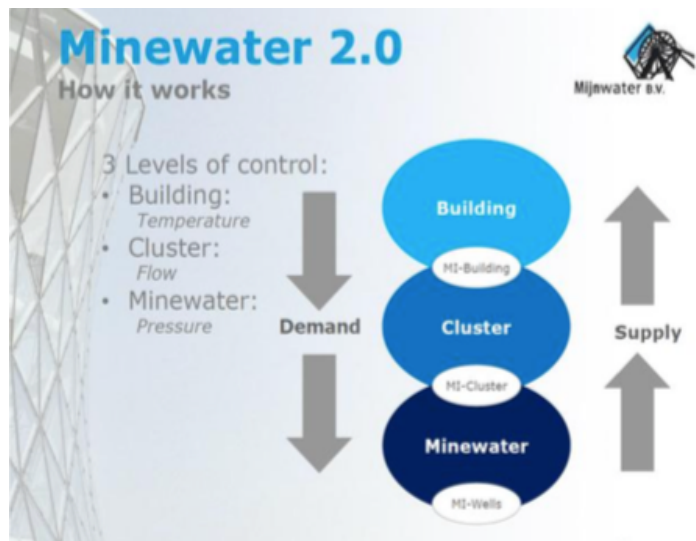 Minewater 2.0
How it works
Mijnwater B.V.
3 Levels of control:
• Building:
Temperature
• Cluster:
Flow
• Minewater:
Pressure
Demand
Building
MI-Building
Cluster
MI-Cluster
Minewater
MI-Wells
Supply